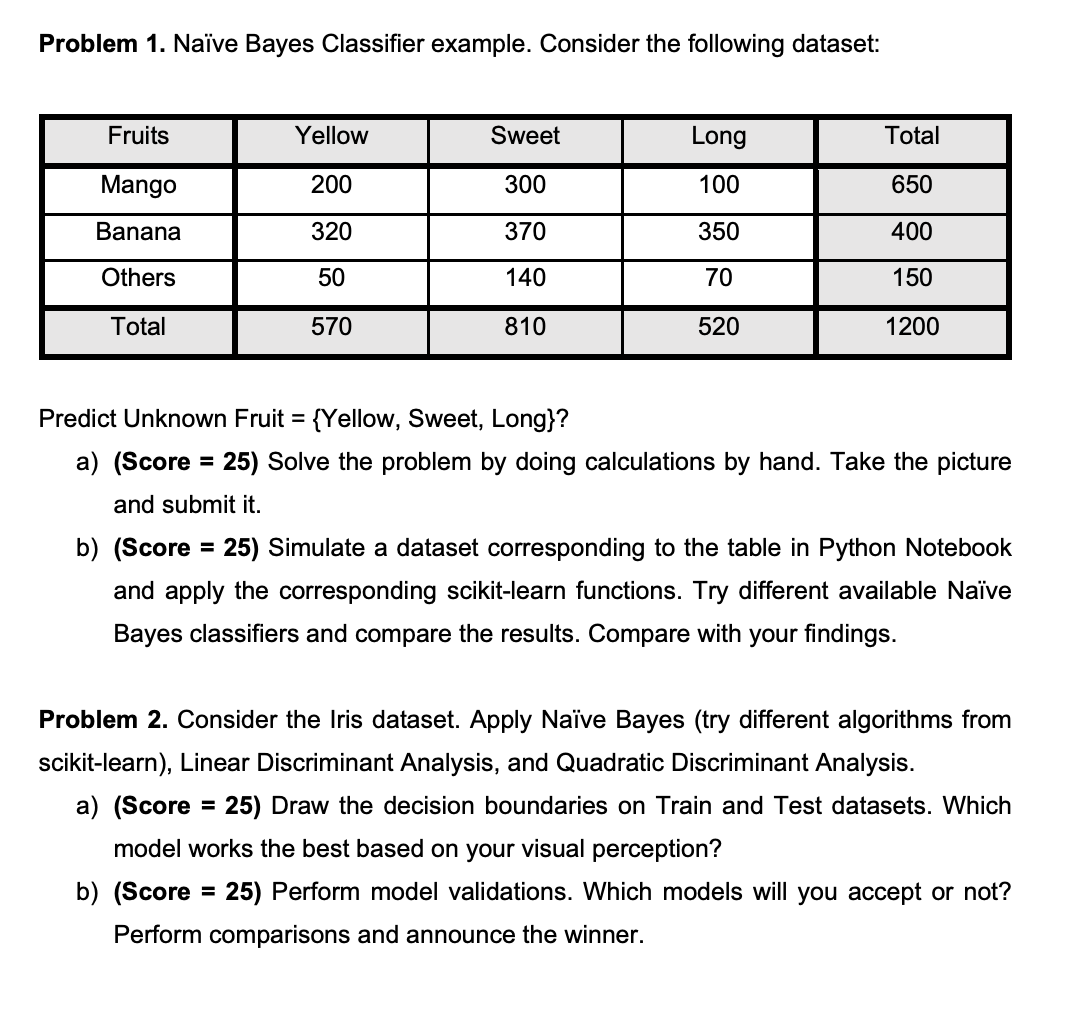 Problem 1. Naïve Bayes Classifier example. Consider the following dataset:
Fruits Yellow Sweet Long Total
Mango 200 300 100 650
Banana 320 370 350 400
Others 50 140 70 150
Total 570 810 520 1200
Predict Unknown Fruit = {Yellow, Sweet, Long}?
a) (Score = 25) Solve the problem by doing calculations by hand. Take the picture
and submit it.
b) (Score = 25) Simulate a dataset corresponding to the table in Python Notebook
and apply the corresponding scikit-learn functions. Try different available Naïve
Bayes classifiers and compare the results. Compare with your findings.
Problem 2. Consider the Iris dataset. Apply Naïve Bayes (try different algorithms from
scikit-learn), Linear Discriminant Analysis, and Quadratic Discriminant Analysis.
a) (Score = 25) Draw the decision boundaries on Train and Test datasets. Which
model works the best based on your visual perception?
b) (Score = 25) Perform model validations. Which models will you accept or not?
Perform comparisons and announce the winner.